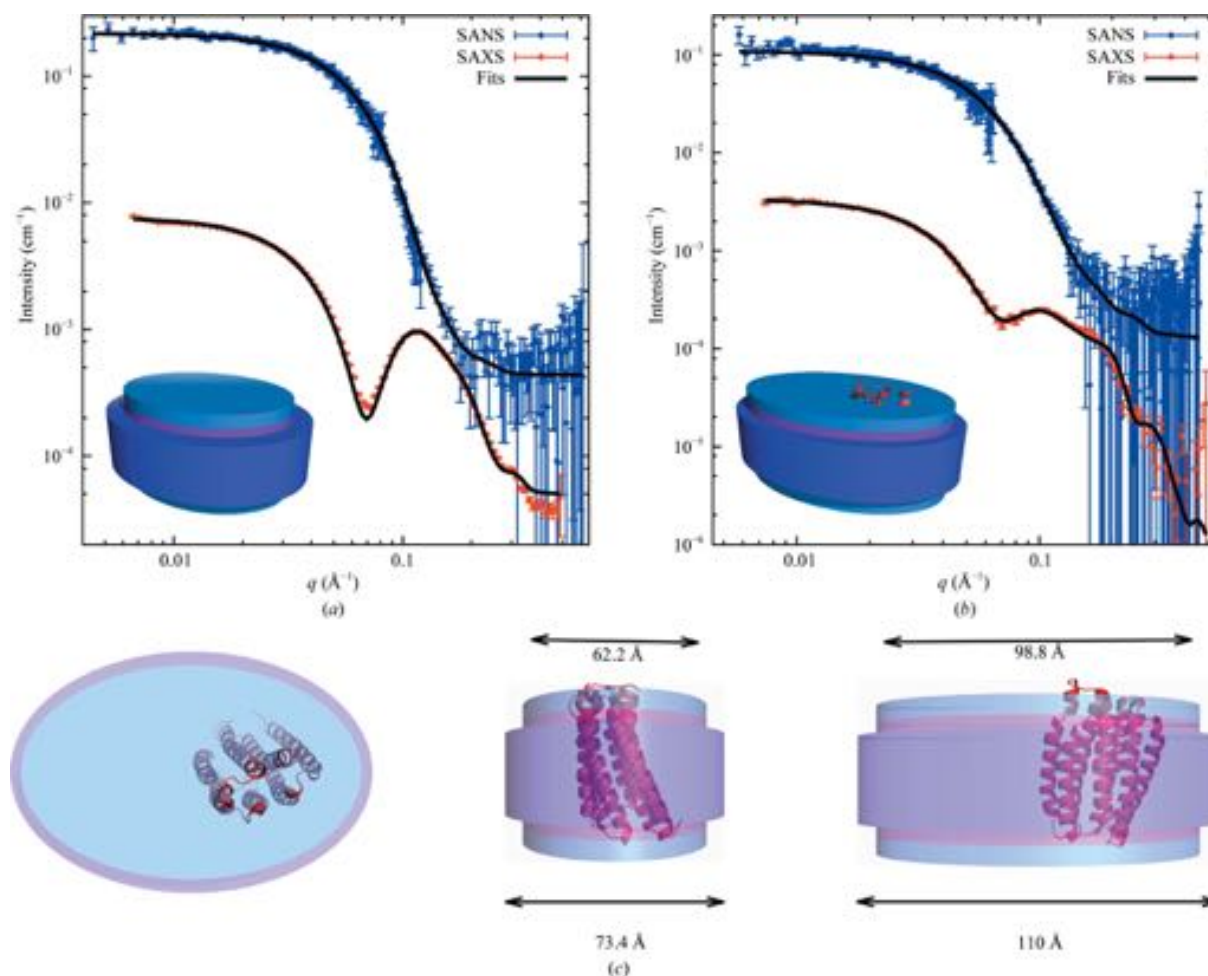 SANS
SAXS
Fits
10⁻¹
10⁻²
10⁻³
10⁻⁴
Intensity (cm⁻¹)
0.01
0.1
q (Å⁻¹)
(a)
SANS
SAXS
Fits
10⁻¹
10⁻²
10⁻³
10⁻⁴
10⁻⁵
10⁻⁶
Intensity (cm⁻¹)
0.01
0.1
q (Å⁻¹)
(b)
62.2 Å
98.8 Å
73.4 Å
110 Å
(c)